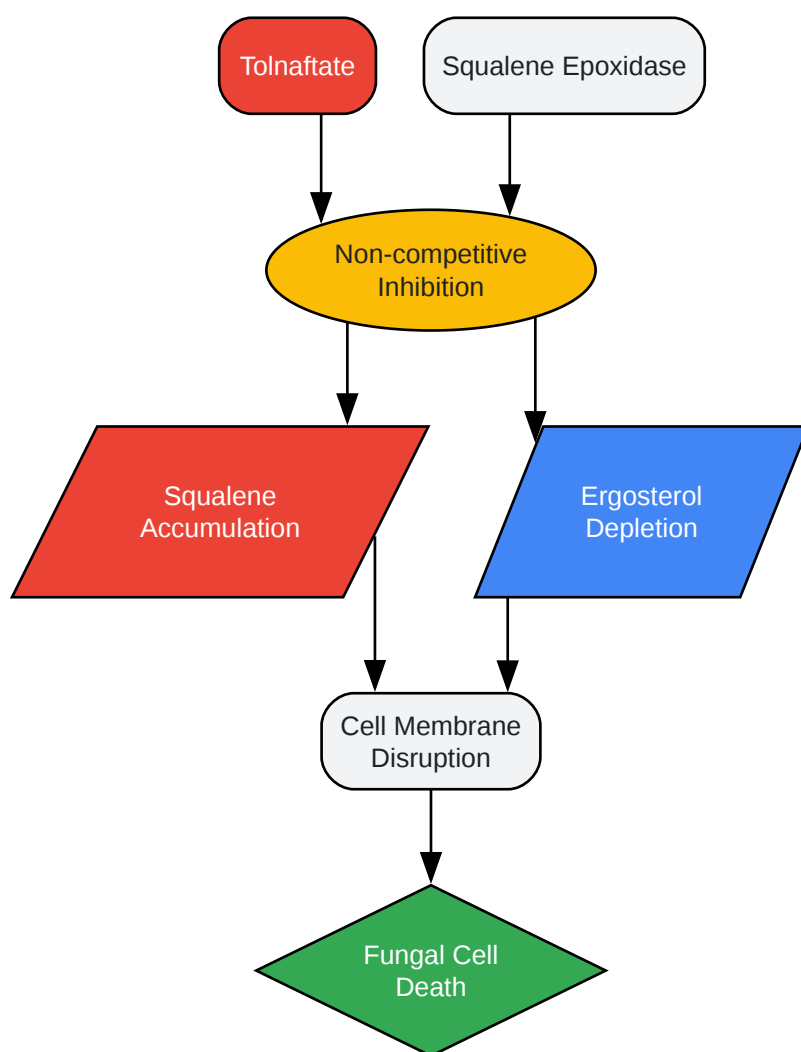 Tolnaftate
Squalene Epoxidase
Non-competitive
Inhibition
Squalene
Accumulation
Ergosterol
Depletion
Cell Membrane
Disruption
Fungal Cell
Death